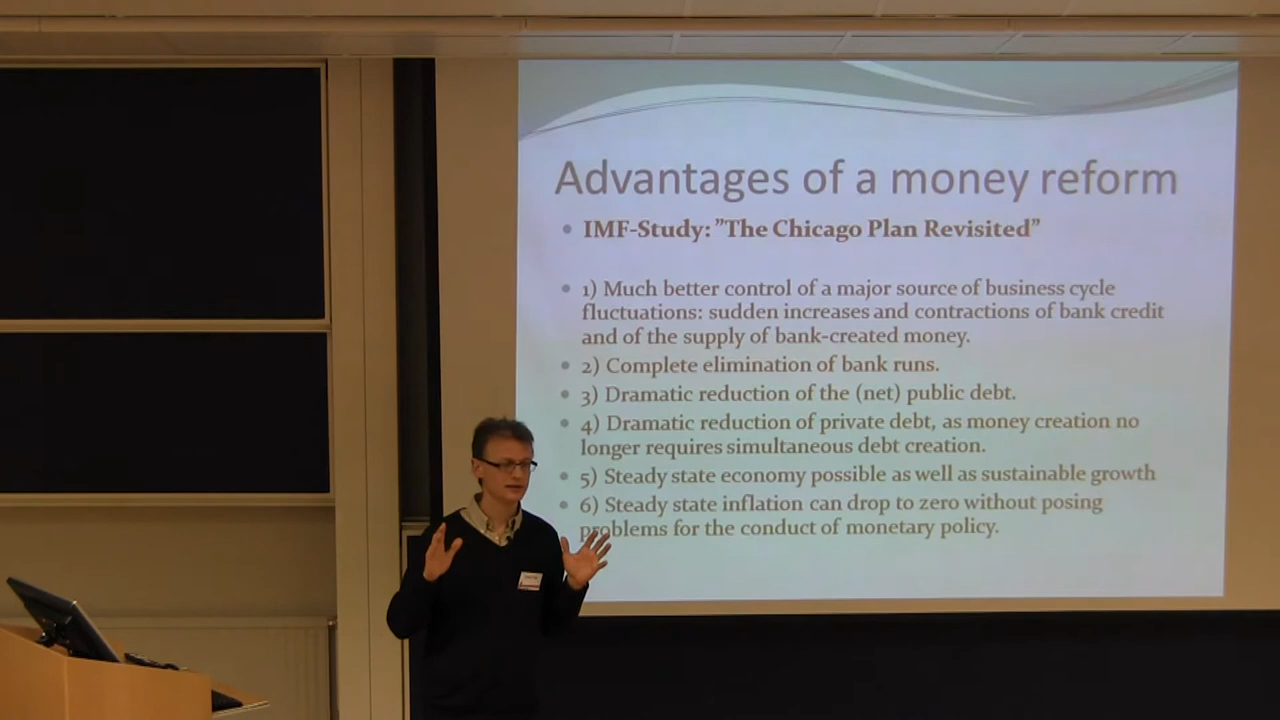 Advantages of a money reform
• IMF-Study: ”The Chicago Plan Revisited”
• 1) Much better control of a major source of business cycle
fluctuations: sudden increases and contractions of bank credit
and of the supply of bank-created money.
• 2) Complete elimination of bank runs.
• 3) Dramatic reduction of the (net) public debt.
• 4) Dramatic reduction of private debt, as money creation no
longer requires simultaneous debt creation.
• 5) Steady state economy possible as well as sustainable growth
• 6) Steady state inflation can drop to zero without posing
problems for the conduct of monetary policy.